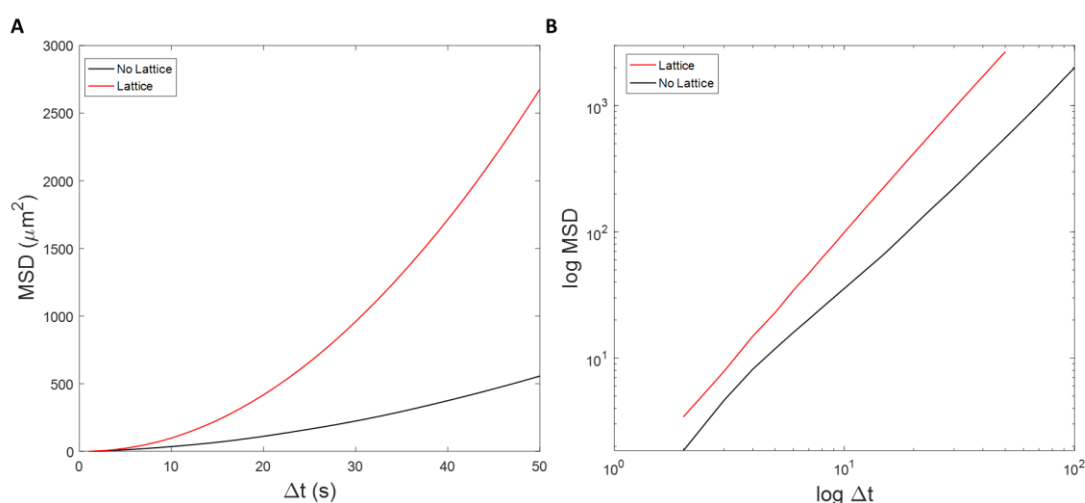 A
No Lattice
Lattice
3000
2500
2000
1500
1000
500
0
MSD (μm²)
0 10 20 30 40 50
Δt (s)
B
Lattice
No Lattice
10³
10²
10¹
log MSD
10⁰ 10¹ 10²
log Δt